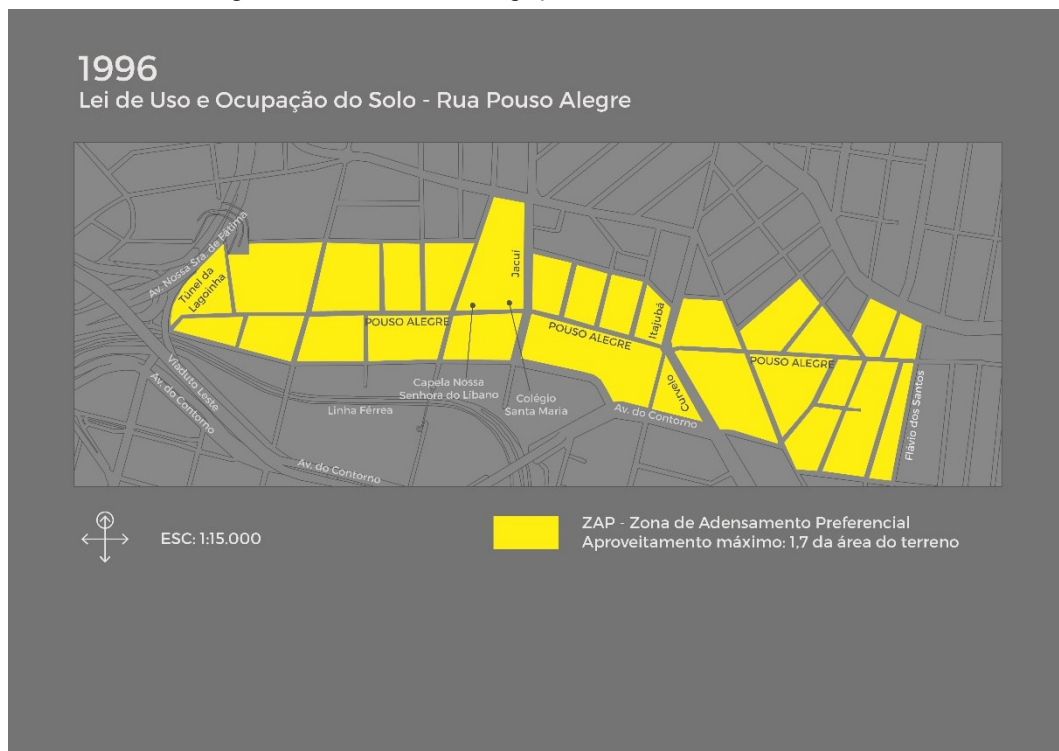 1996
Lei de Uso e Ocupação do Solo - Rua Pouso Alegre
Av. Nossa Sra. de Fátima
Túnel da
Lagoinha
Jacuí
Itajubá
POUSO ALEGRE
POUSO ALEGRE
POUSO ALEGRE
Viaduto Leste
Av. do Contorno
Capela Nossa
Senhora do Líbano
Colégio
Santa Maria
Curvelo
Linha Férrea
Av. do Contorno
Av. do Contorno
Flávio dos Santos
ESC: 1:15.000
ZAP - Zona de Adensamento Preferencial
Aproveitamento máximo: 1,7 da área do terreno